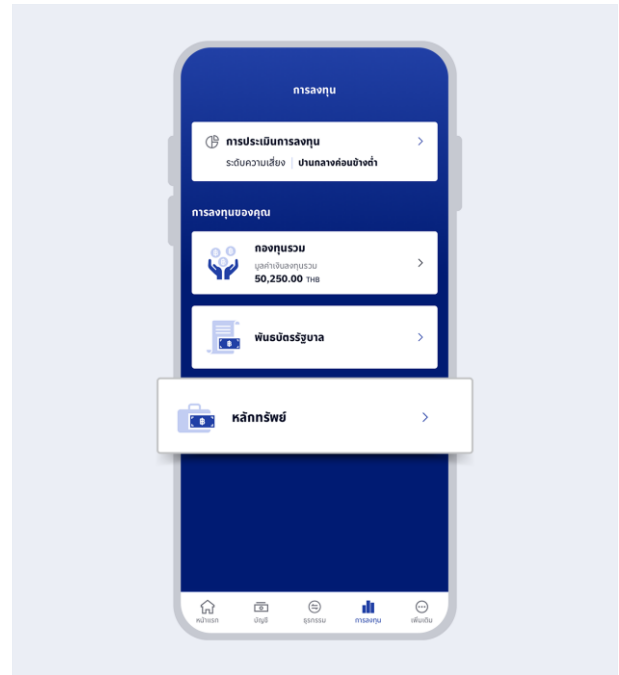 การลงทุน
การประเมินการลงทุน
ระดับความเสี่ยง | ปานกลางค่อนข้างต่ำ
การลงทุนของคุณ
กองทุนรวม
มูลค่าเงินลงทุนรวม
50,250.00 THB
พันธบัตรรัฐบาล
หลักทรัพย์
หน้าแรก บัญชี ธุรกรรม การลงทุน เพิ่มเติม